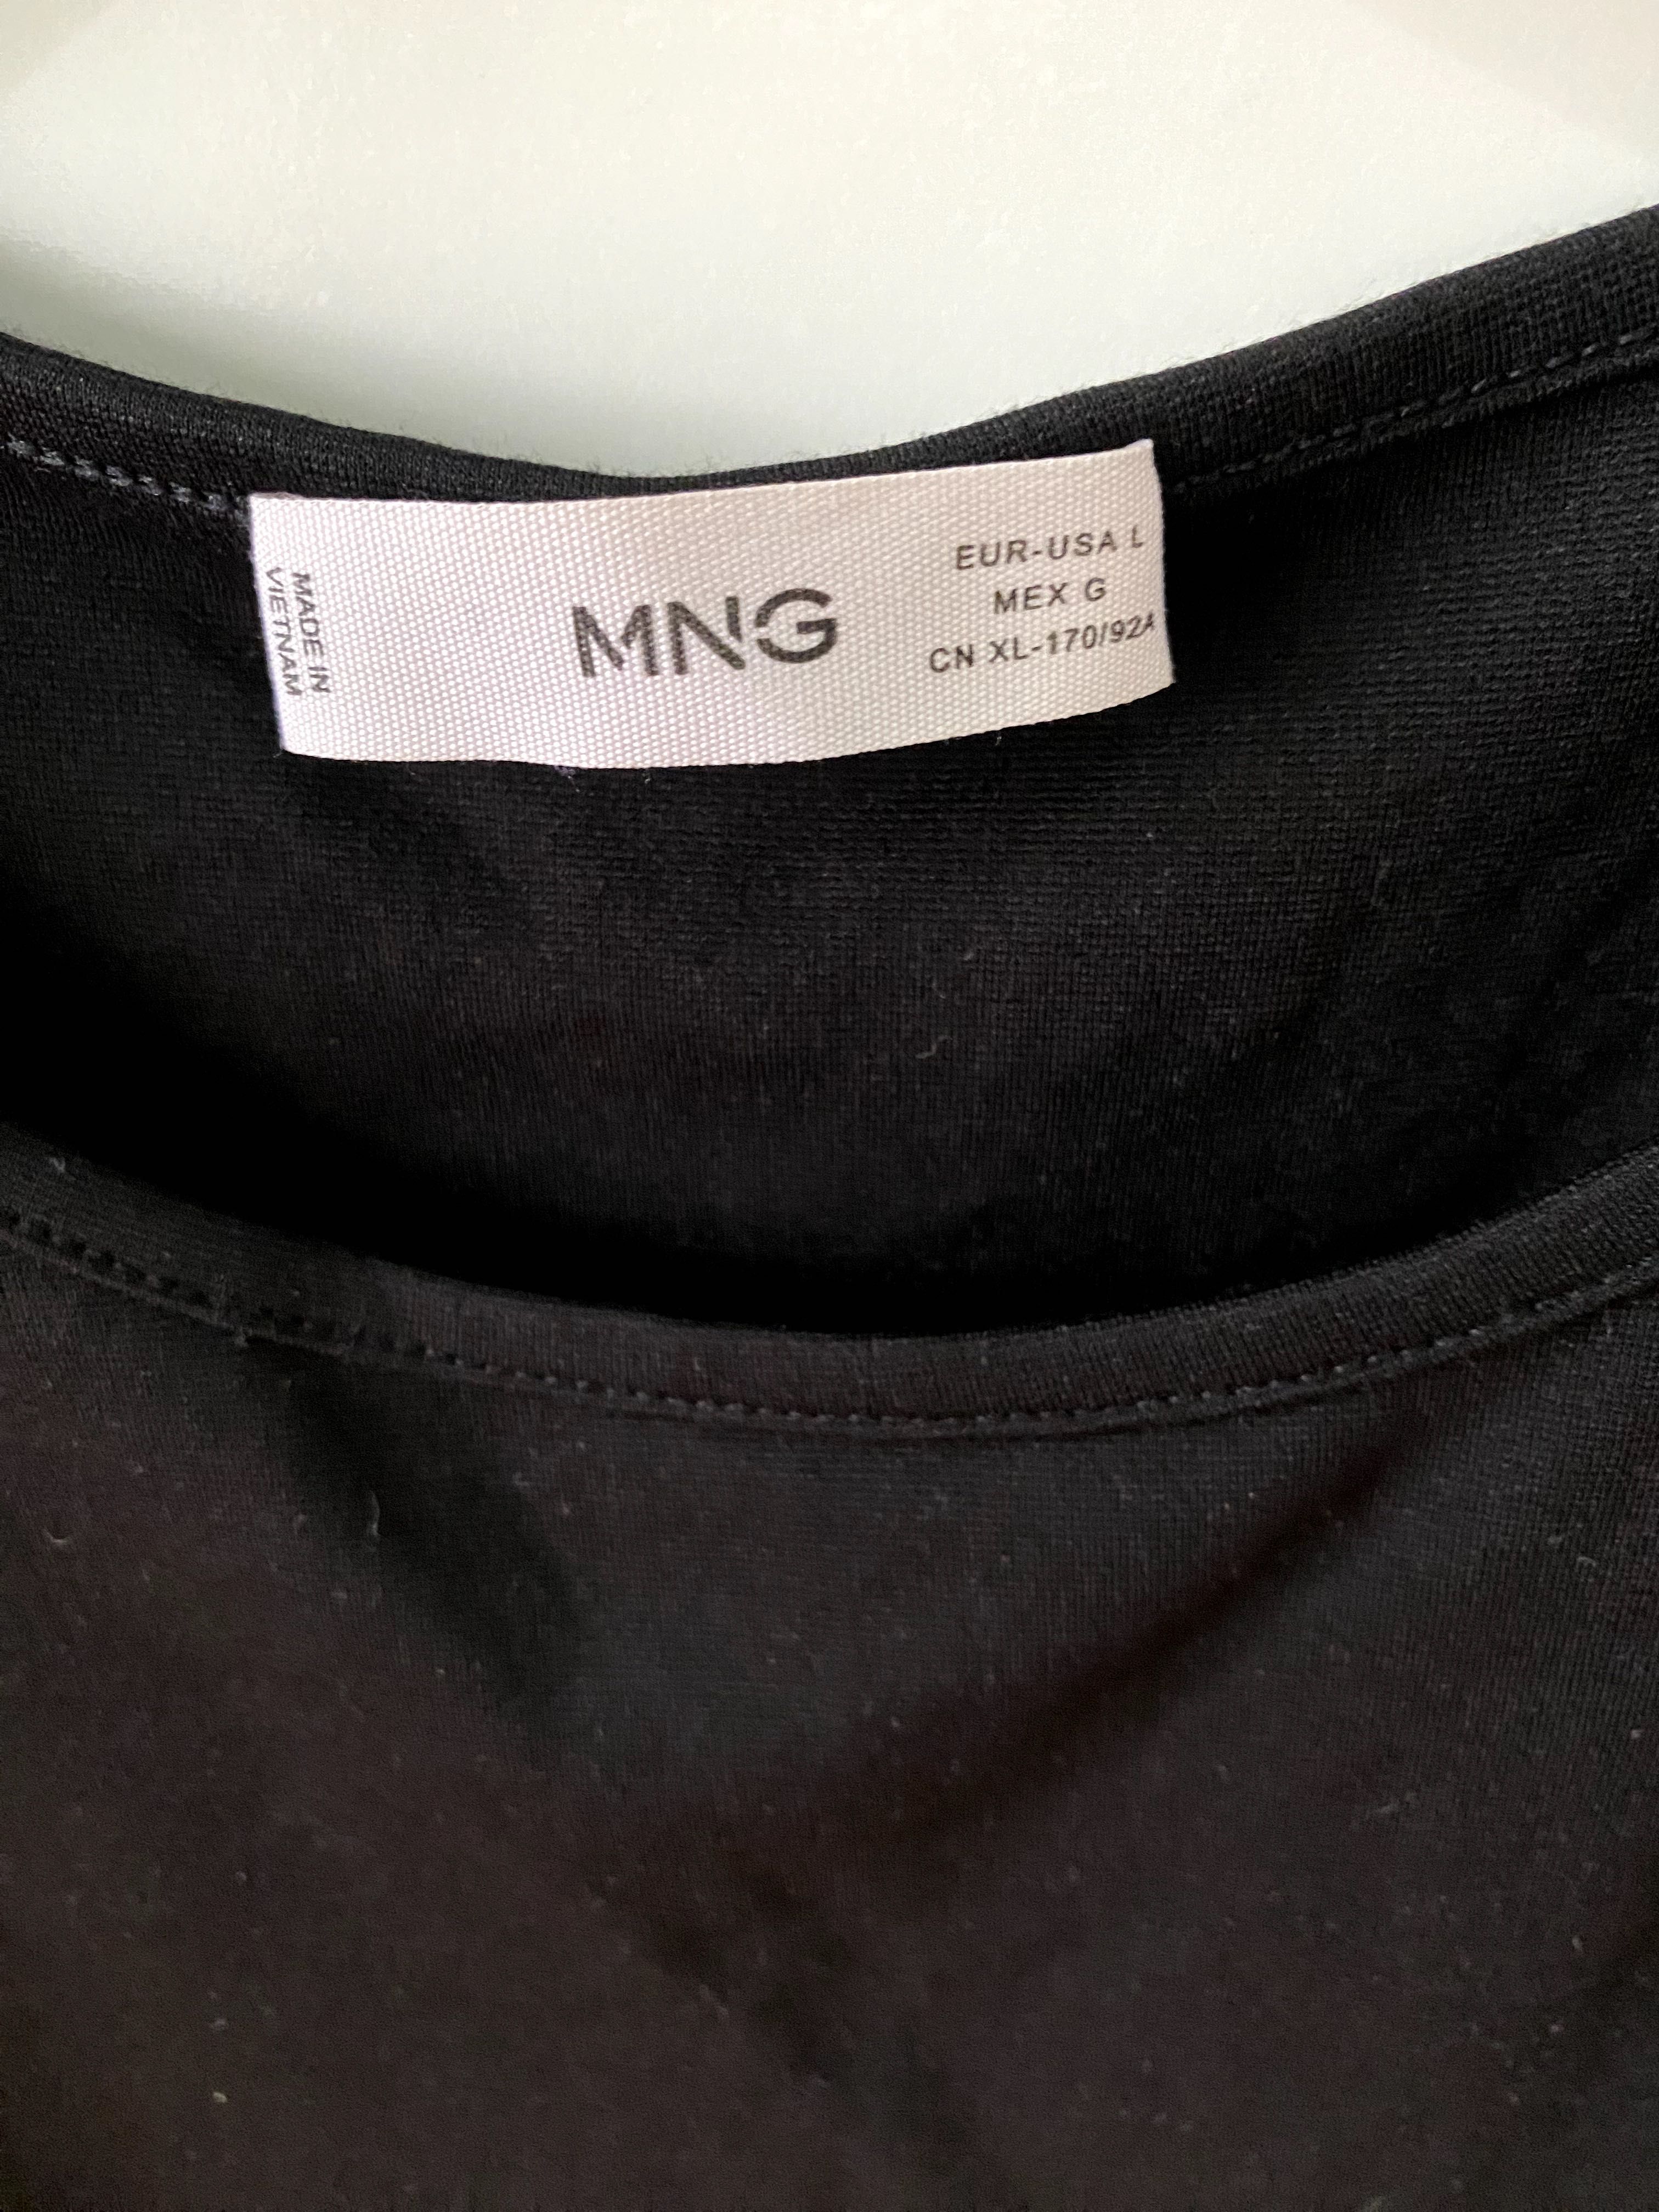 MADE IN
VIETNAM
MNG
EUR-USA L
MEX G
CN XL-170/92A